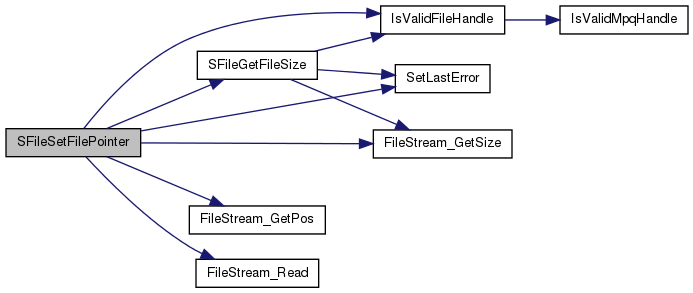 IsValidFileHandle
IsValidMpqHandle
SFileGetFileSize
SetLastError
SFileSetFilePointer
FileStream_GetSize
FileStream_GetPos
FileStream_Read